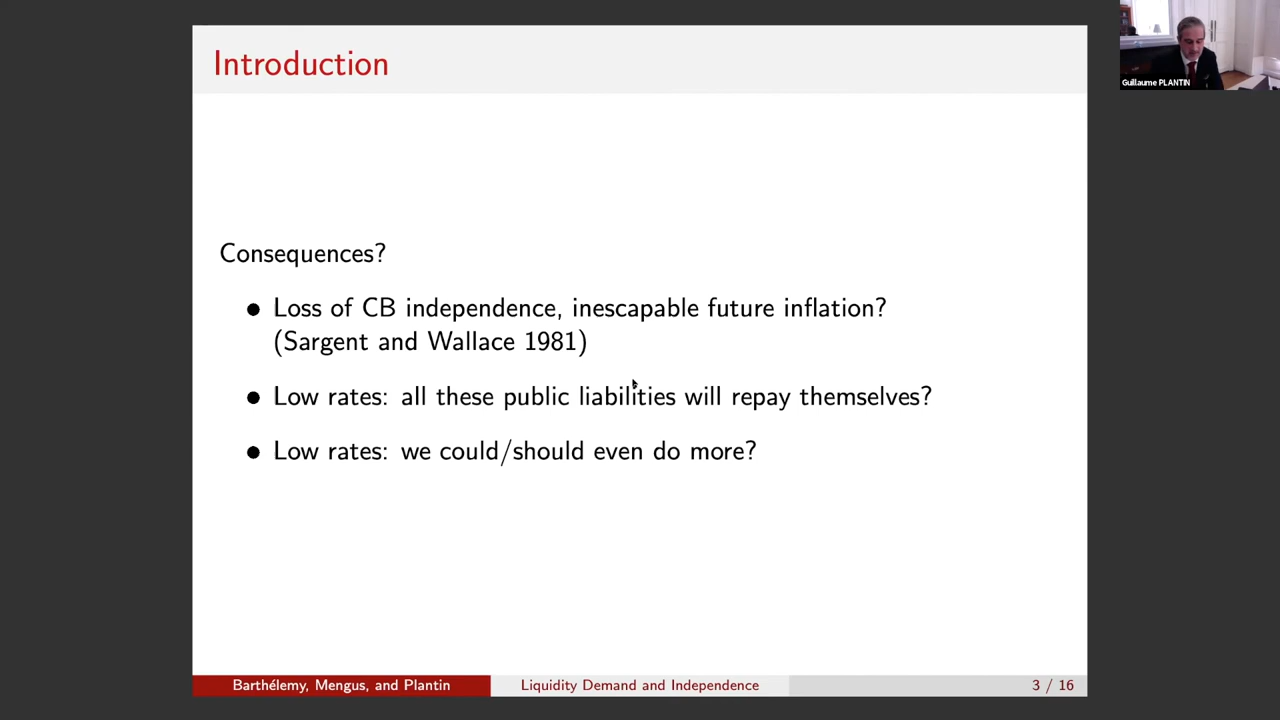 Introduction
Guillaume PLANTIN
Consequences?
Loss of CB independence, inescapable future inflation?
(Sargent and Wallace 1981)
Low rates: all these public liabilities will repay themselves?
Low rates: we could/should even do more?
Barthélemy, Mengus, and Plantin
Liquidity Demand and Independence
3 / 16